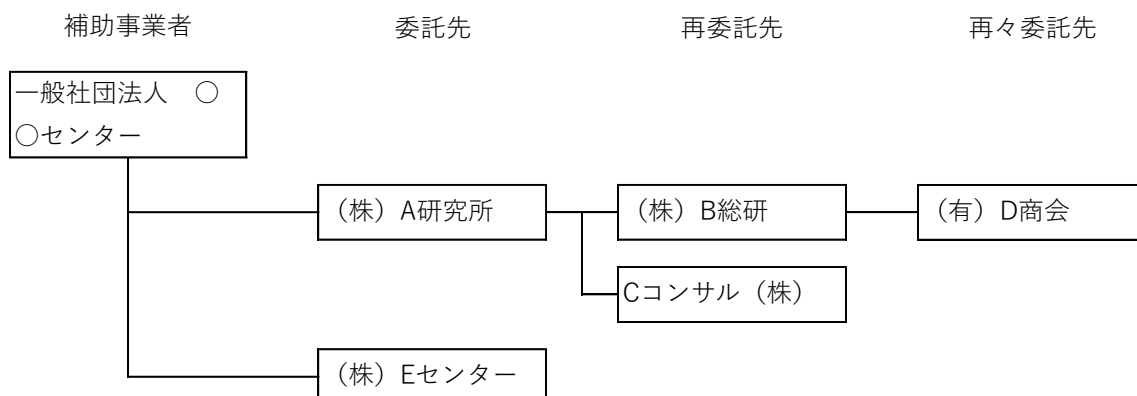 補助事業者
委託先
再委託先
再々委託先
一般社団法人　〇
〇センター
（株）A研究所
（株）B総研
（有）D商会
Cコンサル（株）
（株）Eセンター